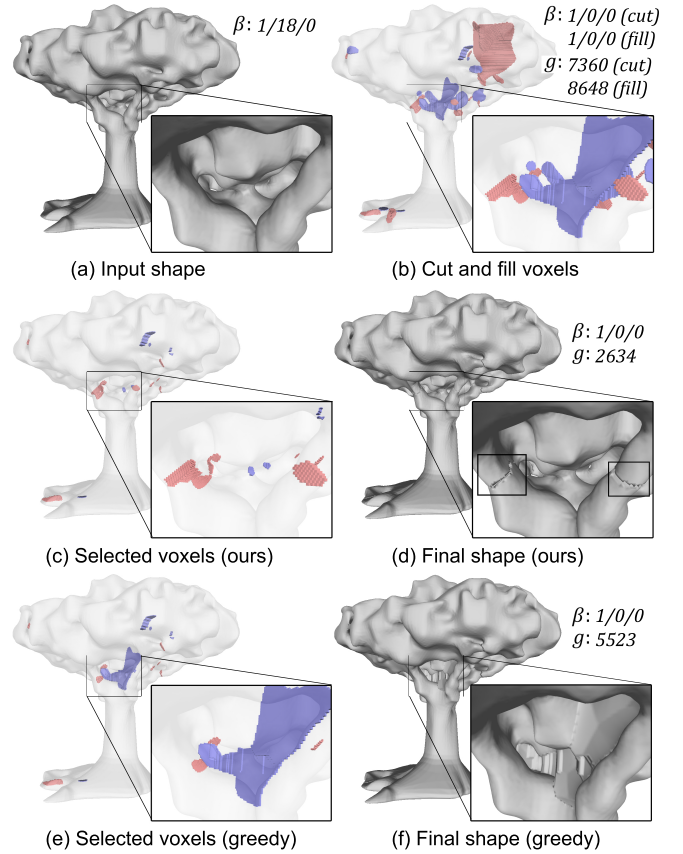 β: 1/18/0
(a) Input shape
β: 1/0/0 (cut)
1/0/0 (fill)
g: 7360 (cut)
8648 (fill)
(b) Cut and fill voxels
(c) Selected voxels (ours)
β: 1/0/0
g: 2634
(d) Final shape (ours)
(e) Selected voxels (greedy)
β: 1/0/0
g: 5523
(f) Final shape (greedy)